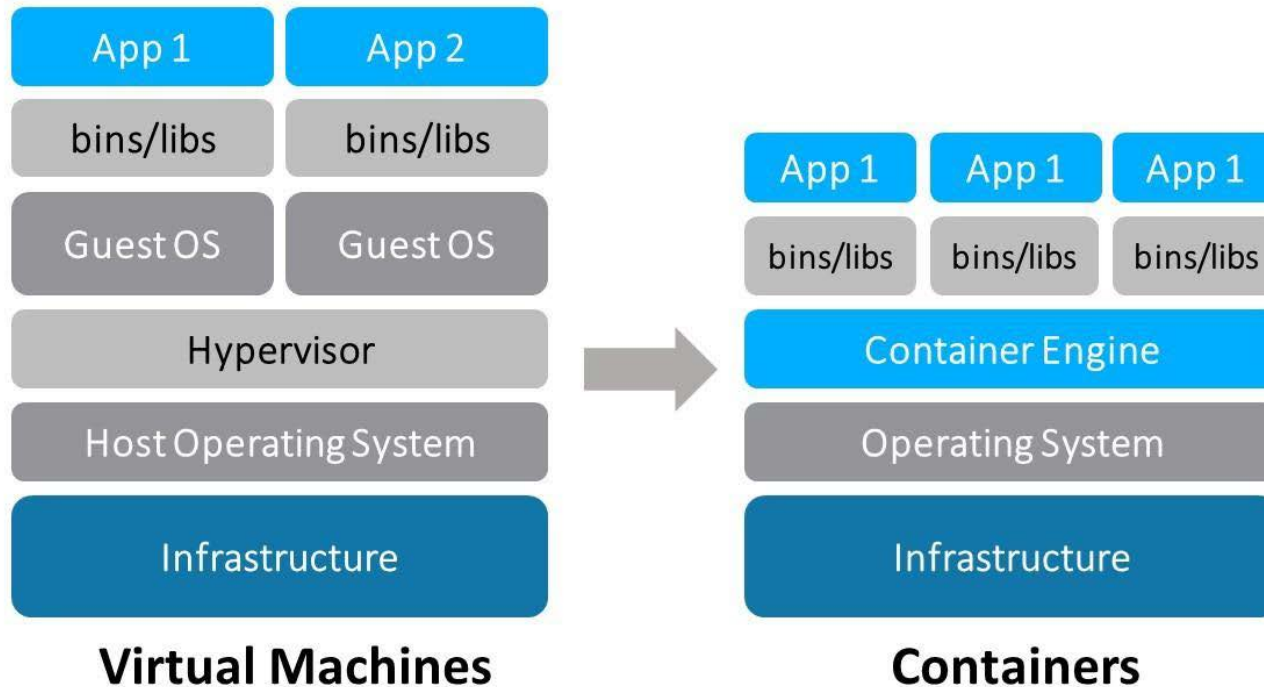 App 1
App 2
bins/libs
bins/libs
Guest OS
Guest OS
Hypervisor
Host Operating System
Infrastructure
Virtual Machines
App 1
App 1
App 1
bins/libs
bins/libs
bins/libs
Container Engine
Operating System
Infrastructure
Containers